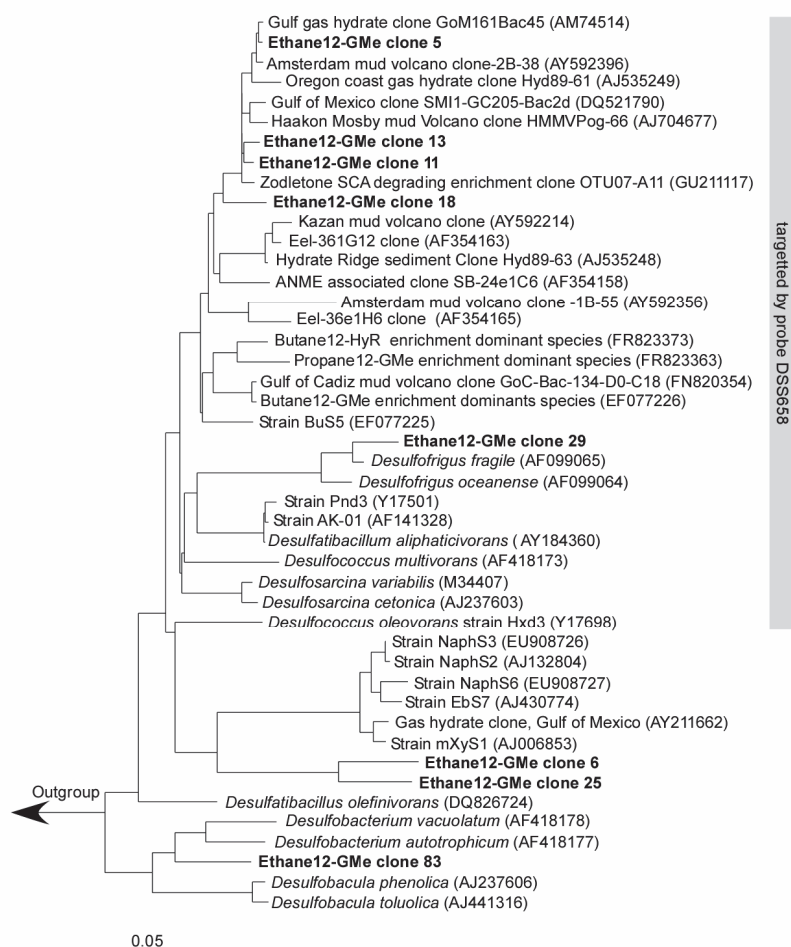 Gulf gas hydrate clone GoM161Bac45 (AM74514)
Ethane12-GMe clone 5
Amsterdam mud volcano clone-2B-38 (AY592396)
Oregon coast gas hydrate clone Hyd89-61 (AJ535249)
Gulf of Mexico clone SMI1-GC205-Bac2d (DQ521790)
Haakon Mosby mud Volcano clone HMMVPog-66 (AJ704677)
Ethane12-GMe clone 13
Ethane12-GMe clone 11
Zodletone SCA degrading enrichment clone OTU07-A11 (GU211117)
Ethane12-GMe clone 18
Kazan mud volcano clone (AY592214)
Eel-361G12 clone (AF354163)
Hydrate Ridge sediment Clone Hyd89-63 (AJ535248)
ANME associated clone SB-24e1C6 (AF354158)
Amsterdam mud volcano clone -1B-55 (AY592356)
Eel-36e1H6 clone (AF354165)
Butane12-HyR enrichment dominant species (FR823373)
Propane12-GMe enrichment dominant species (FR823363)
Gulf of Cadiz mud volcano clone GoC-Bac-134-D0-C18 (FN820354)
Butane12-GMe enrichment dominants species (EF077226)
Strain BuS5 (EF077225)
Ethane12-GMe clone 29
Desulfofrigus fragile (AF099065)
Desulfofrigus oceanense (AF099064)
Strain Pnd3 (Y17501)
Strain AK-01 (AF141328)
Desulfatibacillum aliphaticivorans ( AY184360)
Desulfococcus multivorans (AF418173)
Desulfosarcina variabilis (M34407)
Desulfosarcina cetonica (AJ237603)
Desulfococcus oleovorans strain Hxd3 (Y17698)
targetted by probe DSS658
Strain NaphS3 (EU908726)
Strain NaphS2 (AJ132804)
Strain NaphS6 (EU908727)
Strain EbS7 (AJ430774)
Gas hydrate clone, Gulf of Mexico (AY211662)
Strain mXyS1 (AJ006853)
Ethane12-GMe clone 6
Ethane12-GMe clone 25
Outgroup
Desulfatibacillus olefinivorans (DQ826724)
Desulfobacterium vacuolatum (AF418178)
Desulfobacterium autotrophicum (AF418177)
Ethane12-GMe clone 83
Desulfobacula phenolica (AJ237606)
Desulfobacula toluolica (AJ441316)
0.05